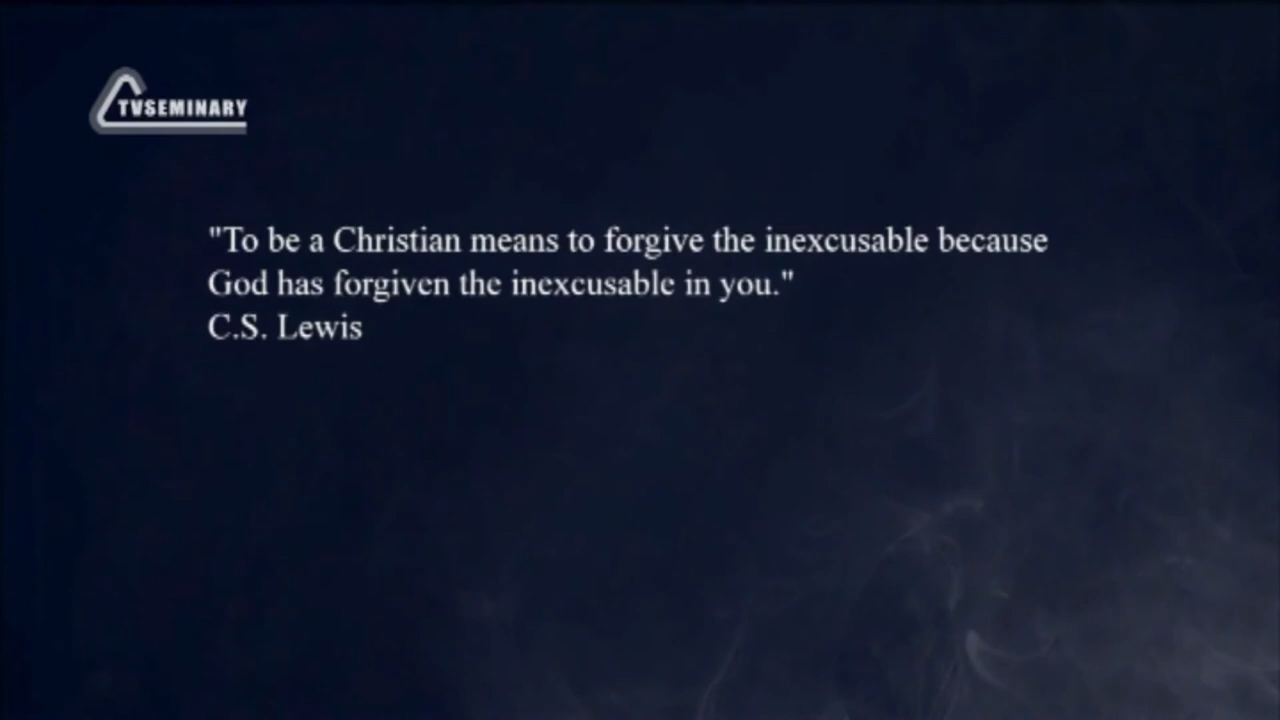 TVSEMINARY
"To be a Christian means to forgive the inexcusable because
God has forgiven the inexcusable in you."
C.S. Lewis